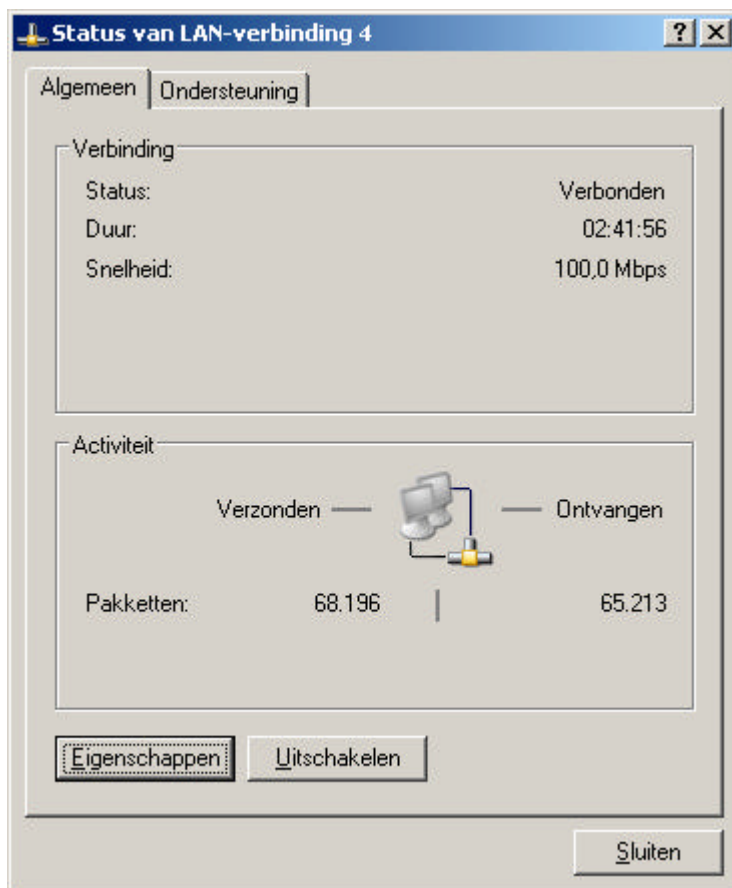 Status van LAN-verbinding 4
Algemeen Ondersteuning
Verbinding
Status: Verbonden
Duur: 02:41:56
Snelheid: 100,0 Mbps
Activiteit
Verzonden Ontvangen
Pakketten: 68.196 65.213
Eigenschappen Uitschakelen
Sluiten